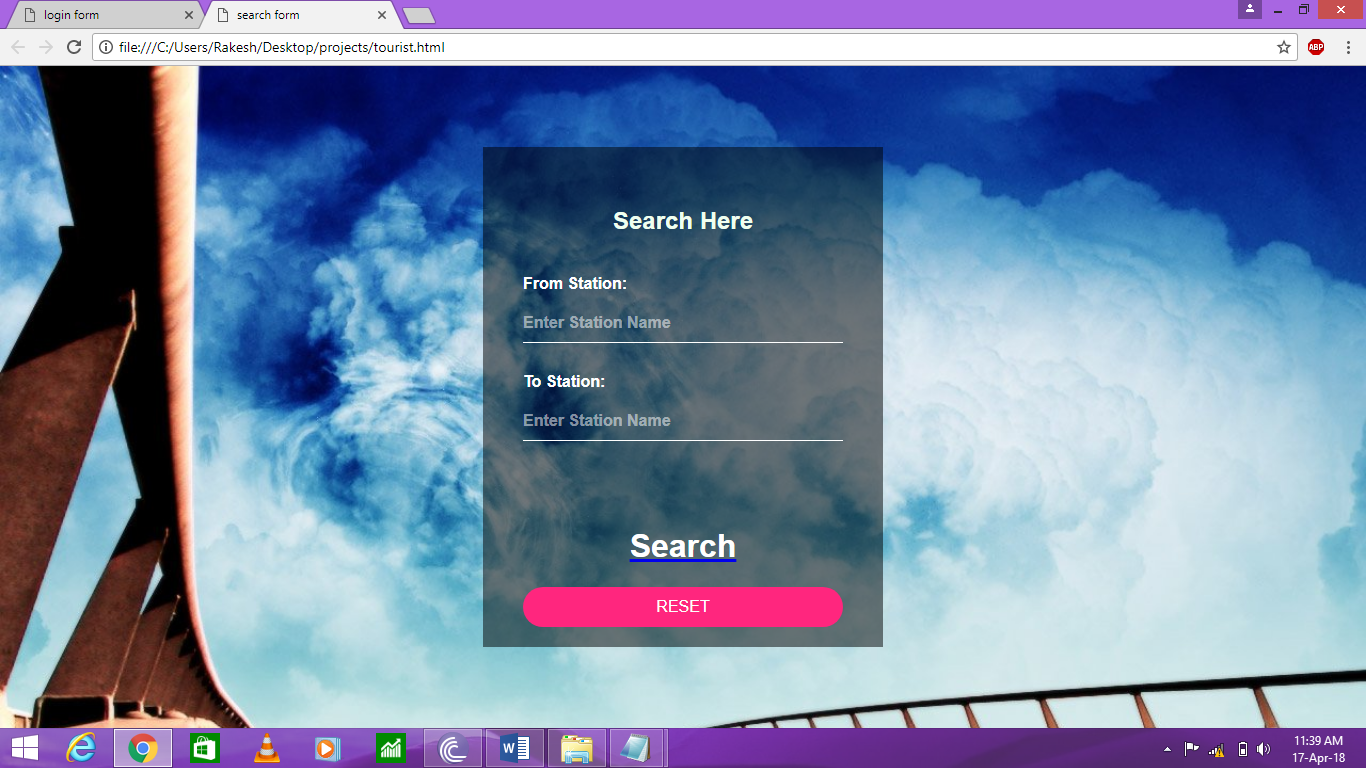 login form
search form
file:///C:/Users/Rakesh/Desktop/projects/tourist.html
ABP
Search Here
From Station:
Enter Station Name
To Station:
Enter Station Name
Search
RESET
11:39 AM
17-Apr-18